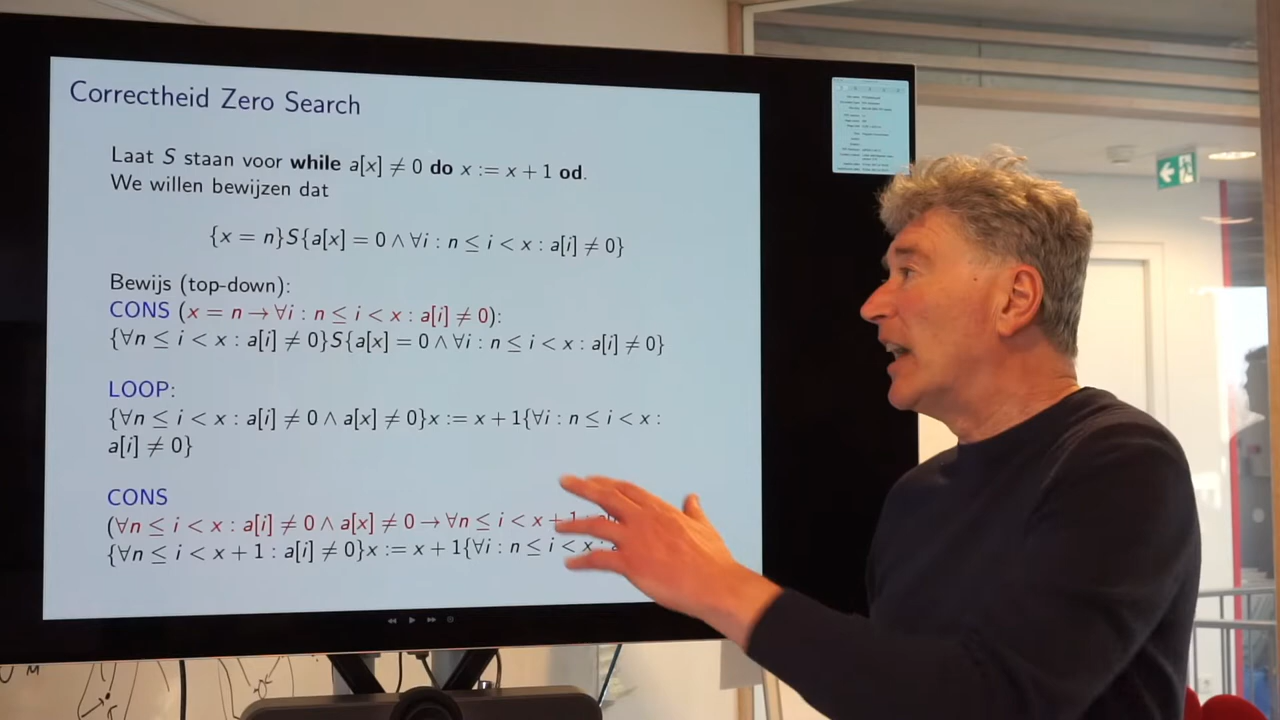 Correctheid Zero Search
Laat S staan voor while a[x] ≠ 0 do x := x + 1 od.
We willen bewijzen dat
{x = n}S{a[x] = 0 ∧ ∀i : n ≤ i < x : a[i] ≠ 0}
Bewijs (top-down):
CONS (x = n → ∀i : n ≤ i < x : a[i] ≠ 0):
{∀n ≤ i < x : a[i] ≠ 0}S{a[x] = 0 ∧ ∀i : n ≤ i < x : a[i] ≠ 0}
LOOP:
{∀n ≤ i < x : a[i] ≠ 0 ∧ a[x] ≠ 0}x := x + 1{∀i : n ≤ i < x :
a[i] ≠ 0}
CONS
(∀n ≤ i < x : a[i] ≠ 0 ∧ a[x] ≠ 0 → ∀n ≤ i < x + 1 :
{∀n ≤ i < x + 1 : a[i] ≠ 0}x := x + 1{∀i : n ≤ i < x :